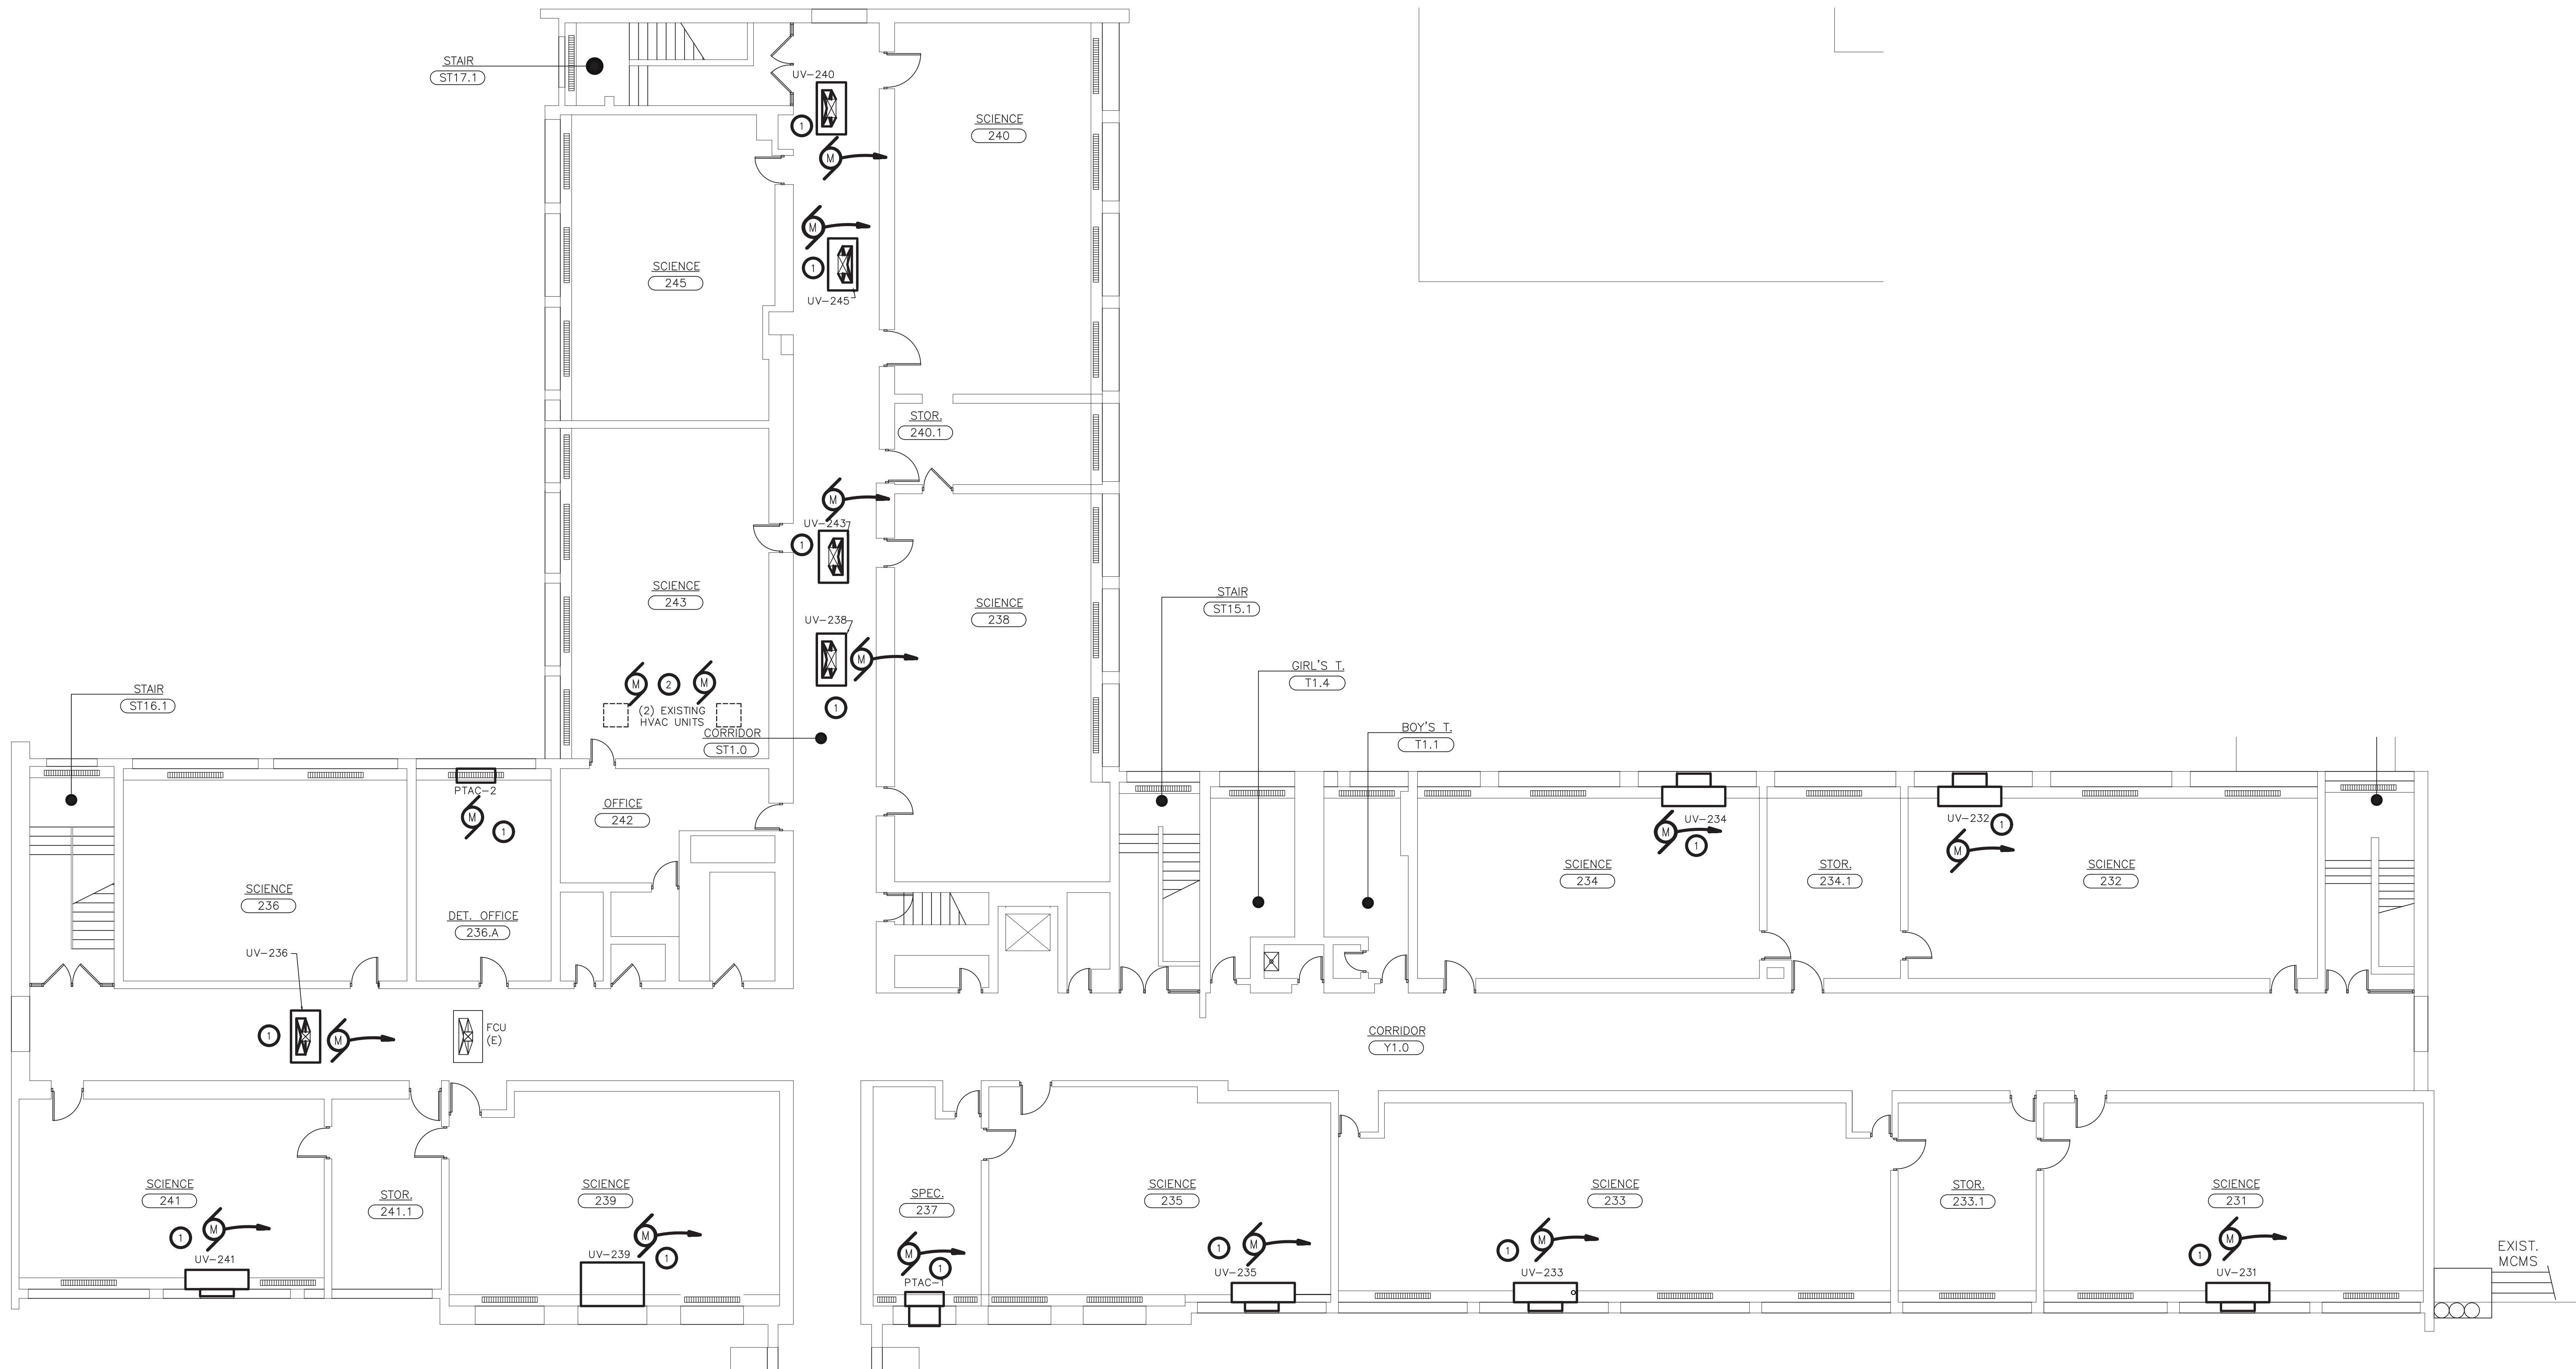 STAIR
ST17.1
UV-240
1
M
SCIENCE
240
M
1
UV-245
SCIENCE
245
STOR.
240.1
M
UV-243
1
SCIENCE
243
SCIENCE
238
UV-238
M
1
M
2
M
(2) EXISTING
HVAC UNITS
CORRIDOR
ST1.0
STAIR
ST15.1
GIRL'S T.
T1.4
BOY'S T.
T1.1
STAIR
ST16.1
PTAC-2
M
1
OFFICE
242
SCIENCE
236
DET. OFFICE
236.A
UV-234
M
1
SCIENCE
234
STOR.
234.1
UV-232
1
M
SCIENCE
232
UV-236
1
M
FCU
(E)
CORRIDOR
Y1.0
SCIENCE
241
1
M
UV-241
STOR.
241.1
SCIENCE
239
M
UV-239
1
SPEC.
237
M
1
PTAC-1
SCIENCE
235
1
M
UV-235
SCIENCE
233
1
M
UV-233
STOR.
233.1
SCIENCE
231
1
M
UV-231
EXIST.
MCMS